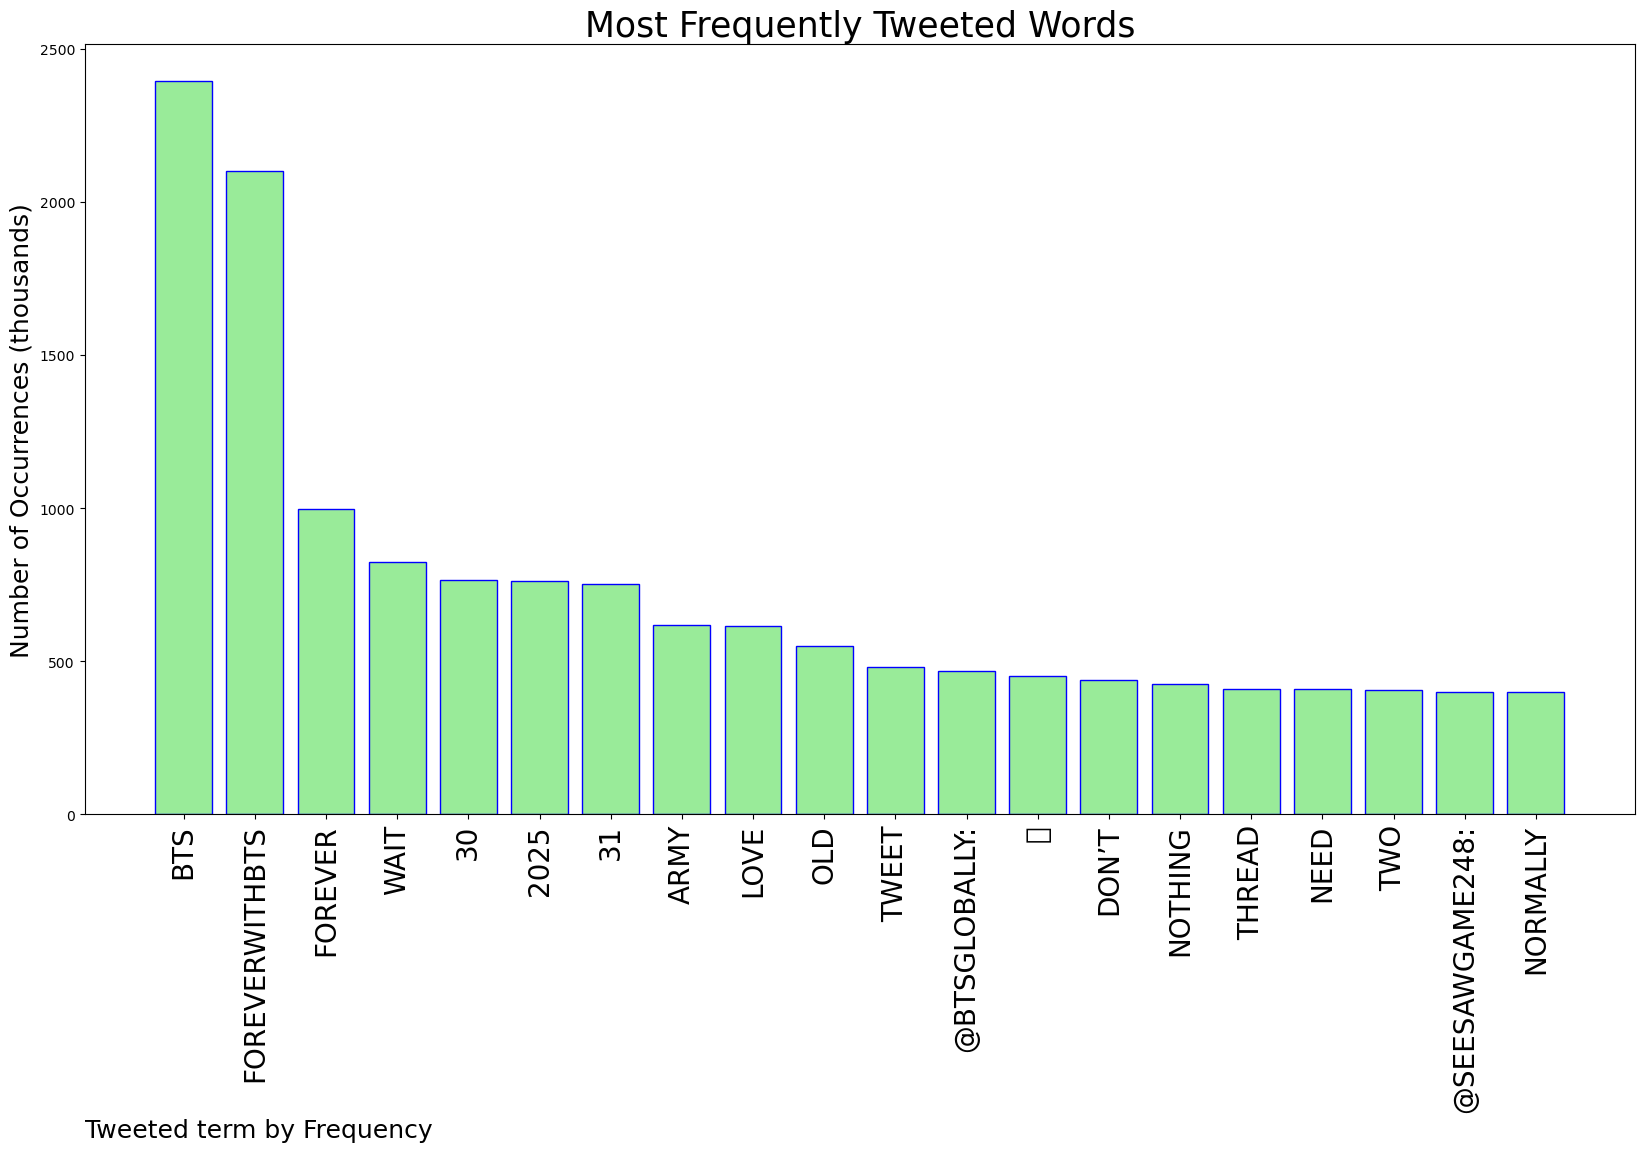 Most Frequently Tweeted Words
Number of Occurrences (thousands)
2500
2000
1500
1000
500
0
BTS
FOREVERWITHBTS
FOREVER
WAIT
30
2025
31
ARMY
LOVE
OLD
TWEET
@BTSGLOBALLY:
DON’T
NOTHING
THREAD
NEED
TWO
@SEESAWGAME248:
NORMALLY
Tweeted term by Frequency